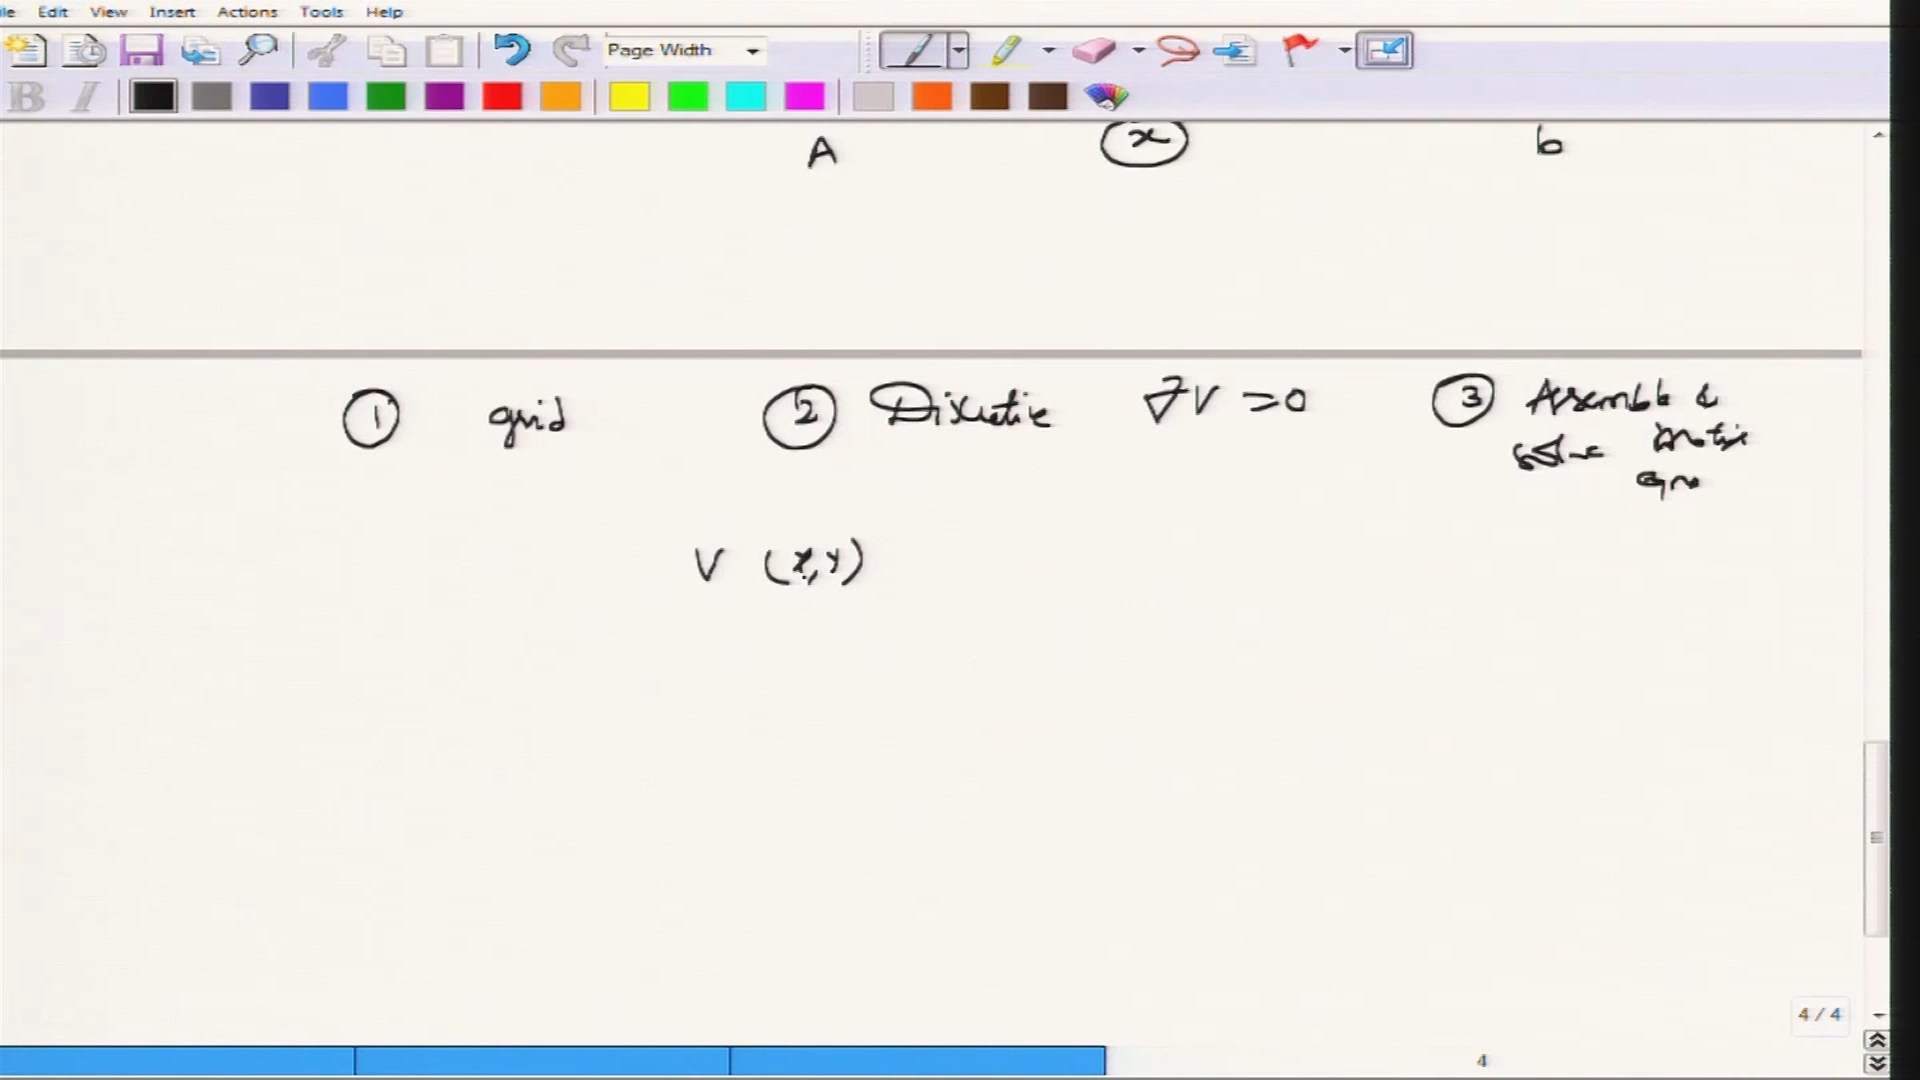 Edit View Insert Actions Tools Help
Page Width
B I
A x b
1 grid 2 Discretize ∇²V = 0 3 Assemble &
solve matrix
eqn
V (x,y)
4 / 4
4